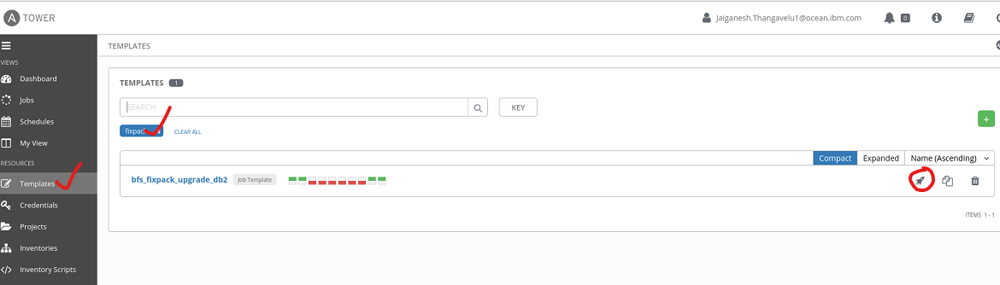 A TOWER
Jaiganesh.Thangavelu1@ocean.ibm.com
0
VIEWS
Dashboard
Jobs
Schedules
My View
RESOURCES
Templates
Credentials
Projects
Inventories
Inventory Scripts
TEMPLATES
TEMPLATES 1
SEARCH
KEY
CLEAR ALL
Compact Expanded Name (Ascending)
bfs_fixpack_upgrade_db2 Job Template
ITEMS 1 - 1